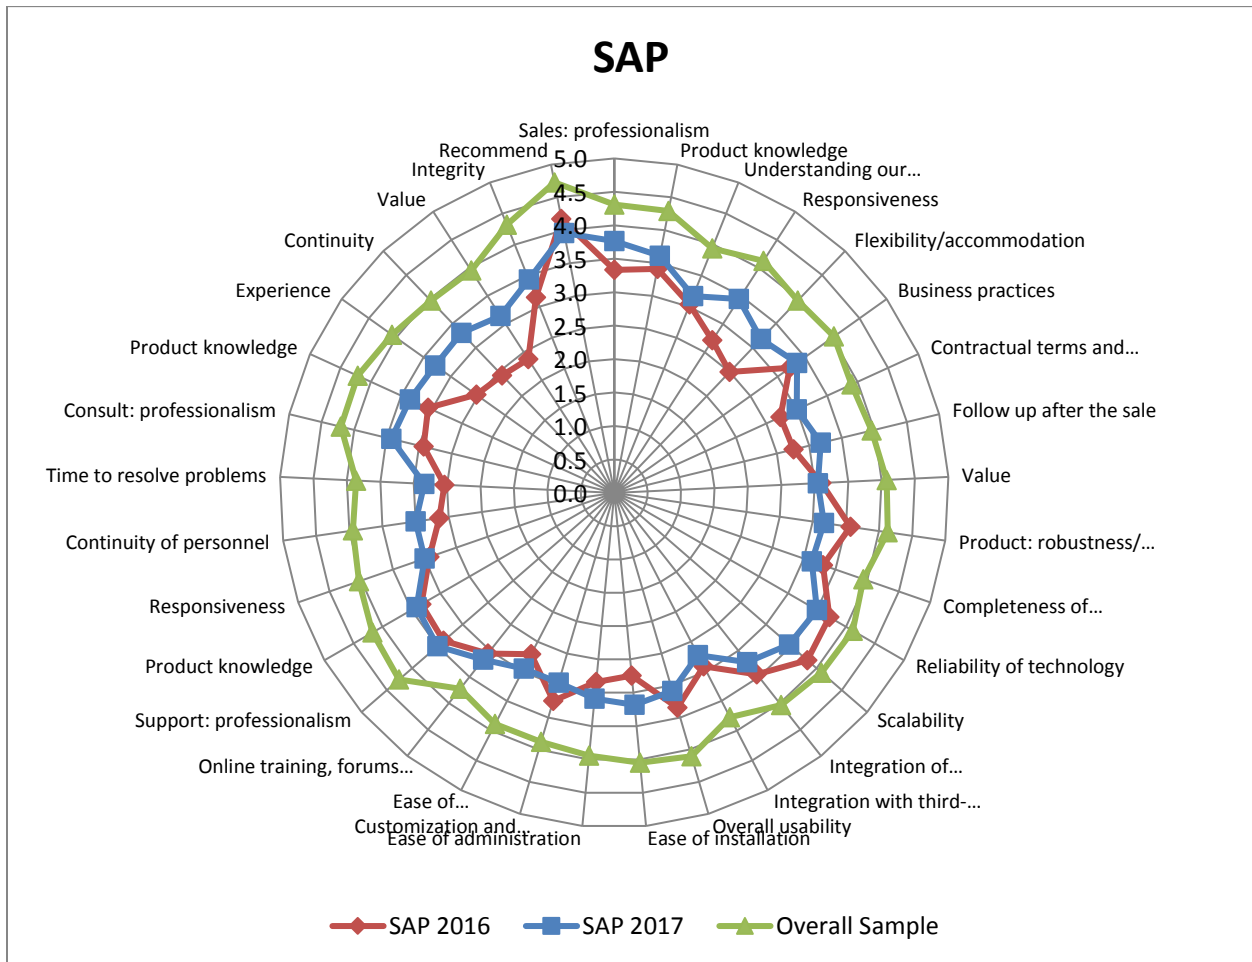 SAP
Sales: professionalism
Product knowledge
Understanding our...
Responsiveness
Flexibility/accommodation
Business practices
Contractual terms and...
Follow up after the sale
Value
Product: robustness/...
Completeness of...
Reliability of technology
Scalability
Integration of...
Integration with third-...
Overall usability
Ease of installation
Ease of administration
Customization and...
Ease of...
Online training, forums...
Support: professionalism
Product knowledge
Responsiveness
Continuity of personnel
Time to resolve problems
Consult: professionalism
Product knowledge
Experience
Continuity
Value
Integrity
Recommend
5.0
4.5
4.0
3.5
3.0
2.5
2.0
1.5
1.0
0.5
0.0
SAP 2016
SAP 2017
Overall Sample